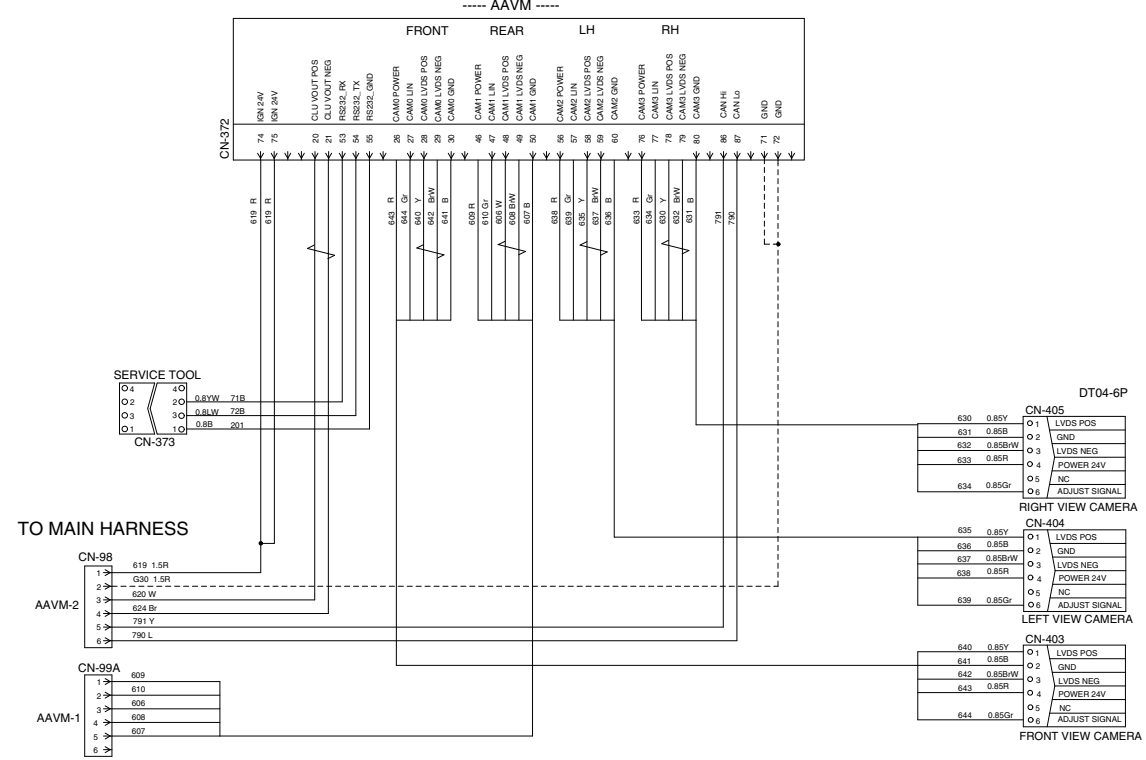 ----- AAVM -----
FRONT REAR LH RH
IGN 24V
IGN 24V
CLU VOUT POS
CLU VOUT NEG
RS232_RX
RS232_TX
RS232_GND
CAM0 POWER
CAM0 LIN
CAM0 LVDS POS
CAM0 LVDS NEG
CAM0 GND
CAM1 POWER
CAM1 LIN
CAM1 LVDS POS
CAM1 LVDS NEG
CAM1 GND
CAM2 POWER
CAM2 LIN
CAM2 LVDS POS
CAM2 LVDS NEG
CAM2 GND
CAM3 POWER
CAM3 LIN
CAM3 LVDS POS
CAM3 LVDS NEG
CAM3 GND
CAN Hi
CAN Lo
GND
GND
CN-372
74 75 20 21 53 54 55 26 27 28 29 30 46 47 48 49 50 56 57 58 59 60 76 77 78 79 80 86 87 71 72
619 R
619 R
643 R
644 Gr
640 Y
642 BrW
641 B
609 R
610 Gr
606 W
608 BrW
607 B
638 R
639 Gr
635 Y
637 BrW
636 B
633 R
634 Gr
630 Y
632 BrW
631 B
791
790
SERVICE TOOL
4 4
2 2 0.8YW 71B
3 3 0.8LW 72B
1 1 0.8B 201
CN-373
TO MAIN HARNESS
CN-98
AAVM-2
1 619 1.5R
2 G30 1.5R
3 620 W
4 624 Br
5 791 Y
6 790 L
CN-99A
AAVM-1
1 609
2 610
3 606
4 608
5 607
6
DT04-6P
CN-405
630 0.85Y 1 LVDS POS
631 0.85B 2 GND
632 0.85BrW 3 LVDS NEG
633 0.85R 4 POWER 24V
5 NC
634 0.85Gr 6 ADJUST SIGNAL
RIGHT VIEW CAMERA
CN-404
635 0.85Y 1 LVDS POS
636 0.85B 2 GND
637 0.85BrW 3 LVDS NEG
638 0.85R 4 POWER 24V
5 NC
639 0.85Gr 6 ADJUST SIGNAL
LEFT VIEW CAMERA
CN-403
640 0.85Y 1 LVDS POS
641 0.85B 2 GND
642 0.85BrW 3 LVDS NEG
643 0.85R 4 POWER 24V
5 NC
644 0.85Gr 6 ADJUST SIGNAL
FRONT VIEW CAMERA